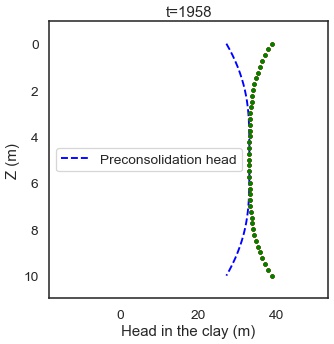 t=1958
0
2
4
6
8
10
Z (m)
Preconsolidation head
0
20
40
Head in the clay (m)